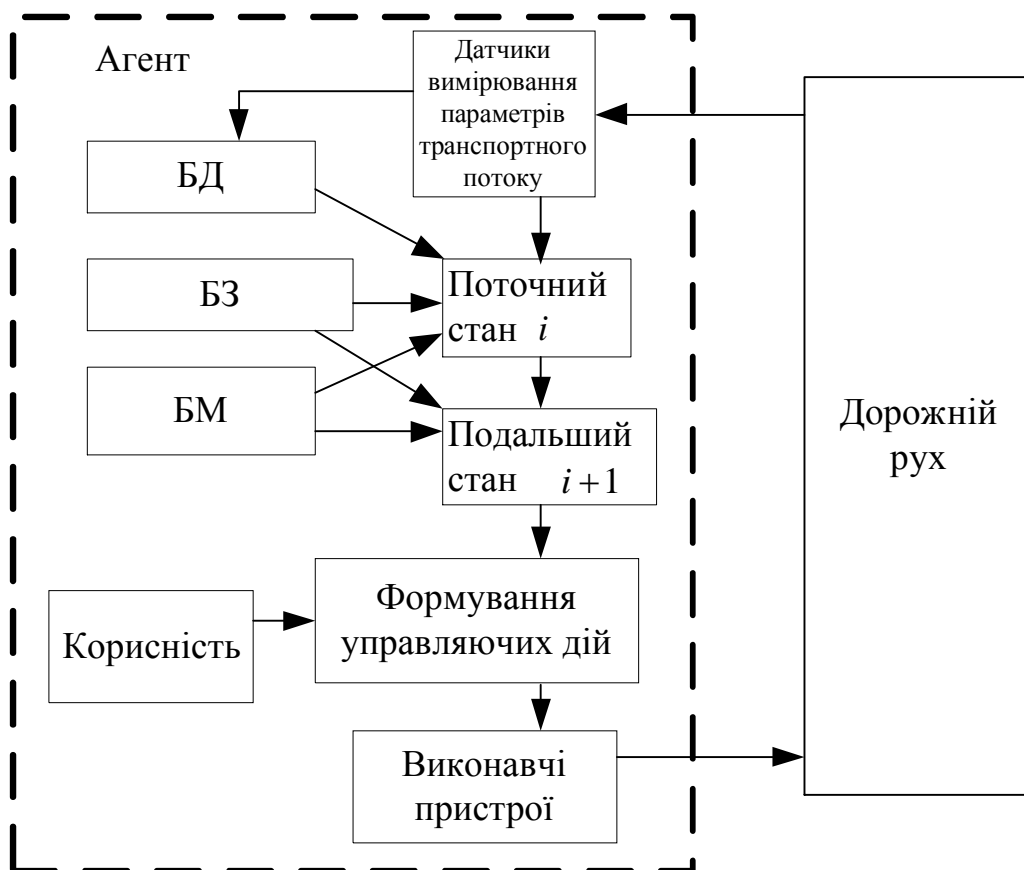 Агент
Датчики
вимірювання
параметрів
транспортного
потоку
БД
БЗ
Поточний
стан i
БМ
Подальший
стан i+1
Дорожній
рух
Формування
управляючих дій
Корисність
Виконавчі
пристрої